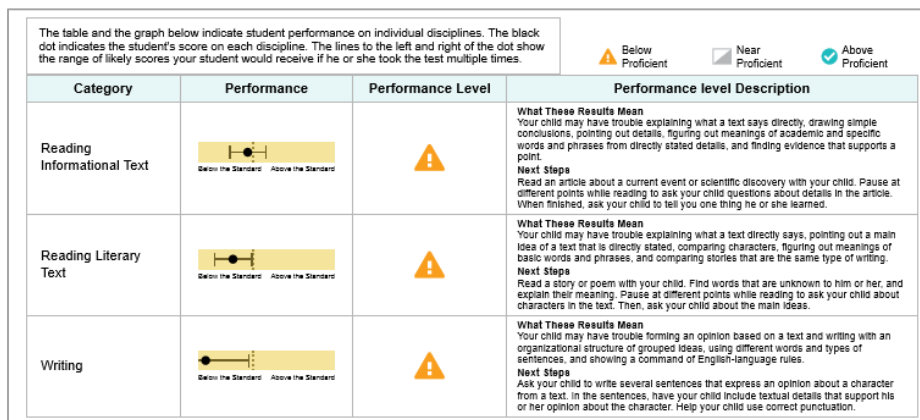 The table and the graph below indicate student performance on individual disciplines. The black
dot indicates the student's score on each discipline. The lines to the left and right of the dot show
the range of likely scores your student would receive if he or she took the test multiple times.
Below
Proficient
Near
Proficient
Above
Proficient
Category
Performance
Performance Level
Performance level Description
Reading
Informational Text
Below the Standard Above the Standard
What These Results Mean
Your child may have trouble explaining what a text says directly, drawing simple
conclusions, pointing out details, figuring out meanings of academic and specific
words and phrases from directly stated details, and finding evidence that supports a
point.
Next Steps
Read an article about a current event or scientific discovery with your child. Pause at
different points while reading to ask your child questions about details in the article.
When finished, ask your child to tell you one thing he or she learned.
Reading Literary
Text
Below the Standard Above the Standard
What These Results Mean
Your child may have trouble explaining what a text directly says, pointing out a main
idea of a text that is directly stated, comparing characters, figuring out meanings of
basic words and phrases, and comparing stories that are the same type of writing.
Next Steps
Read a story or poem with your child. Find words that are unknown to him or her, and
explain their meaning. Pause at different points while reading to ask your child about
characters in the text. Then, ask your child about the main ideas.
Writing
Below the Standard Above the Standard
What These Results Mean
Your child may have trouble forming an opinion based on a text and writing with an
organizational structure of grouped ideas, using different words and types of
sentences, and showing a command of English-language rules.
Next Steps
Ask your child to write several sentences that express an opinion about a character
from a text. In the sentences, have your child include textual details that support his
or her opinion about the character. Help your child use correct punctuation.